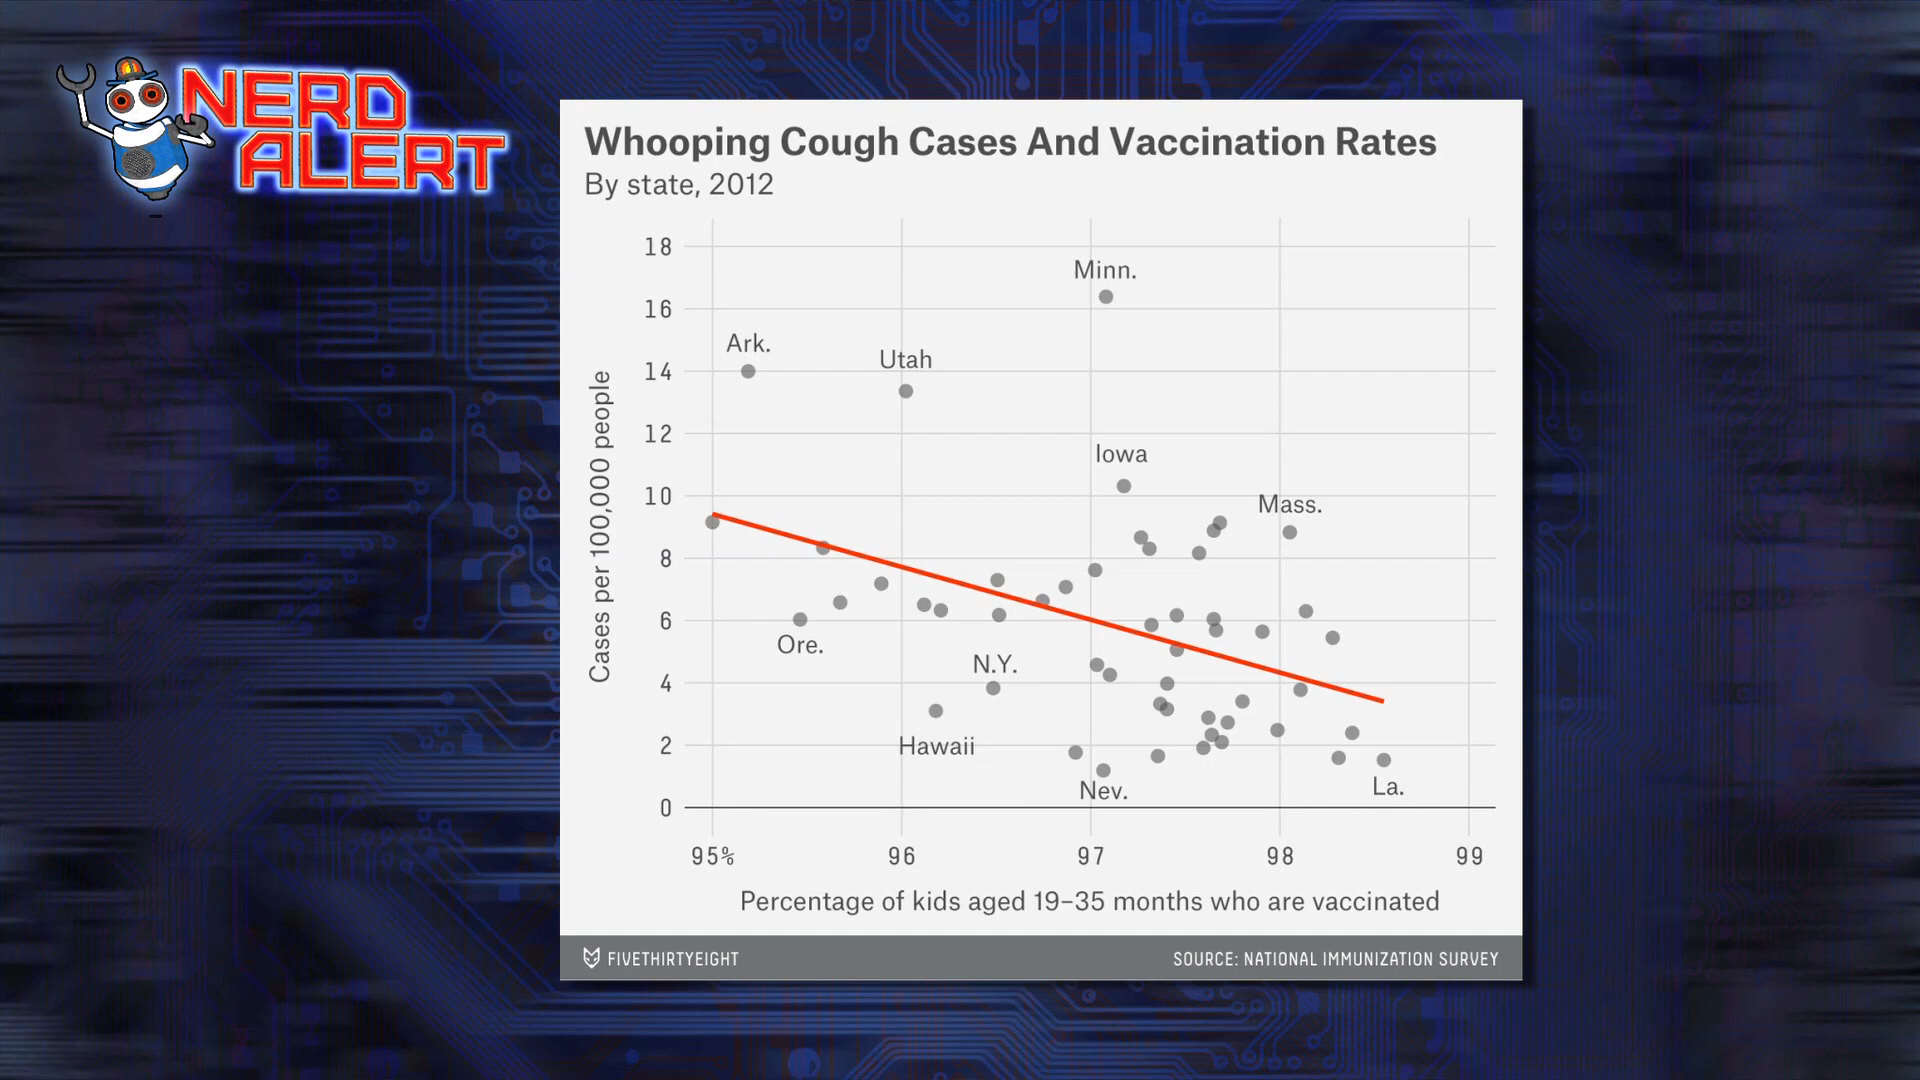 NERD
ALERT
Whooping Cough Cases And Vaccination Rates
By state, 2012
Cases per 100,000 people
18
16
14
12
10
8
6
4
2
0
Minn.
Ark.
Utah
Iowa
Mass.
Ore.
N.Y.
Hawaii
Nev.
La.
95%
96
97
98
99
Percentage of kids aged 19–35 months who are vaccinated
FIVETHIRTYEIGHT
SOURCE: NATIONAL IMMUNIZATION SURVEY